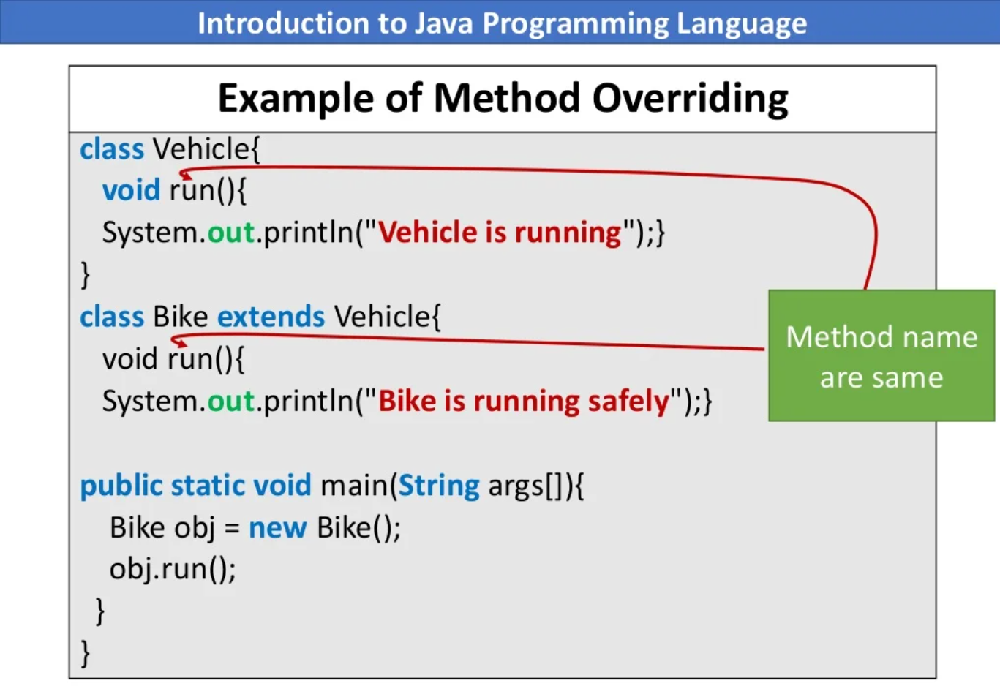 Introduction to Java Programming Language
Example of Method Overriding
class Vehicle{
void run(){
System.out.println("Vehicle is running");}
}
class Bike extends Vehicle{
void run(){
System.out.println("Bike is running safely");}
public static void main(String args[]){
Bike obj = new Bike();
obj.run();
}
}
Method name
are same